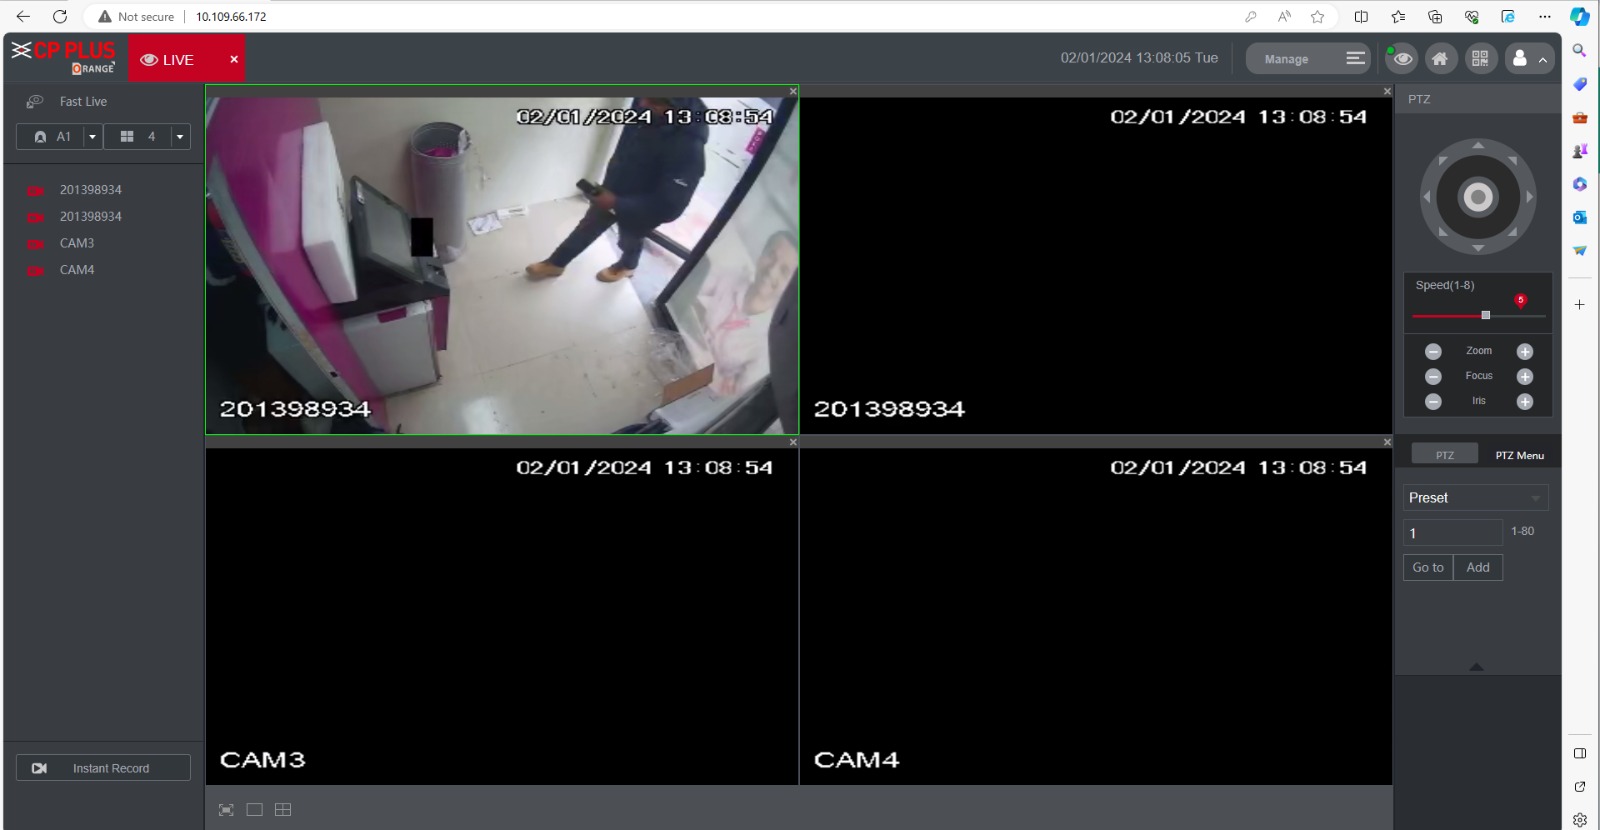 Not secure
10.109.66.172
CP PLUS
ORANGE
LIVE
02/01/2024 13:08:05 Tue
Manage
Fast Live
A1
4
201398934
201398934
CAM3
CAM4
02/01/2024 13:08:54
201398934
02/01/2024 13:08:54
201398934
02/01/2024 13:08:54
CAM3
02/01/2024 13:08:54
CAM4
PTZ
Speed(1-8)
5
Zoom
Focus
Iris
PTZ
PTZ Menu
Preset
1
1-80
Go to
Add
Instant Record